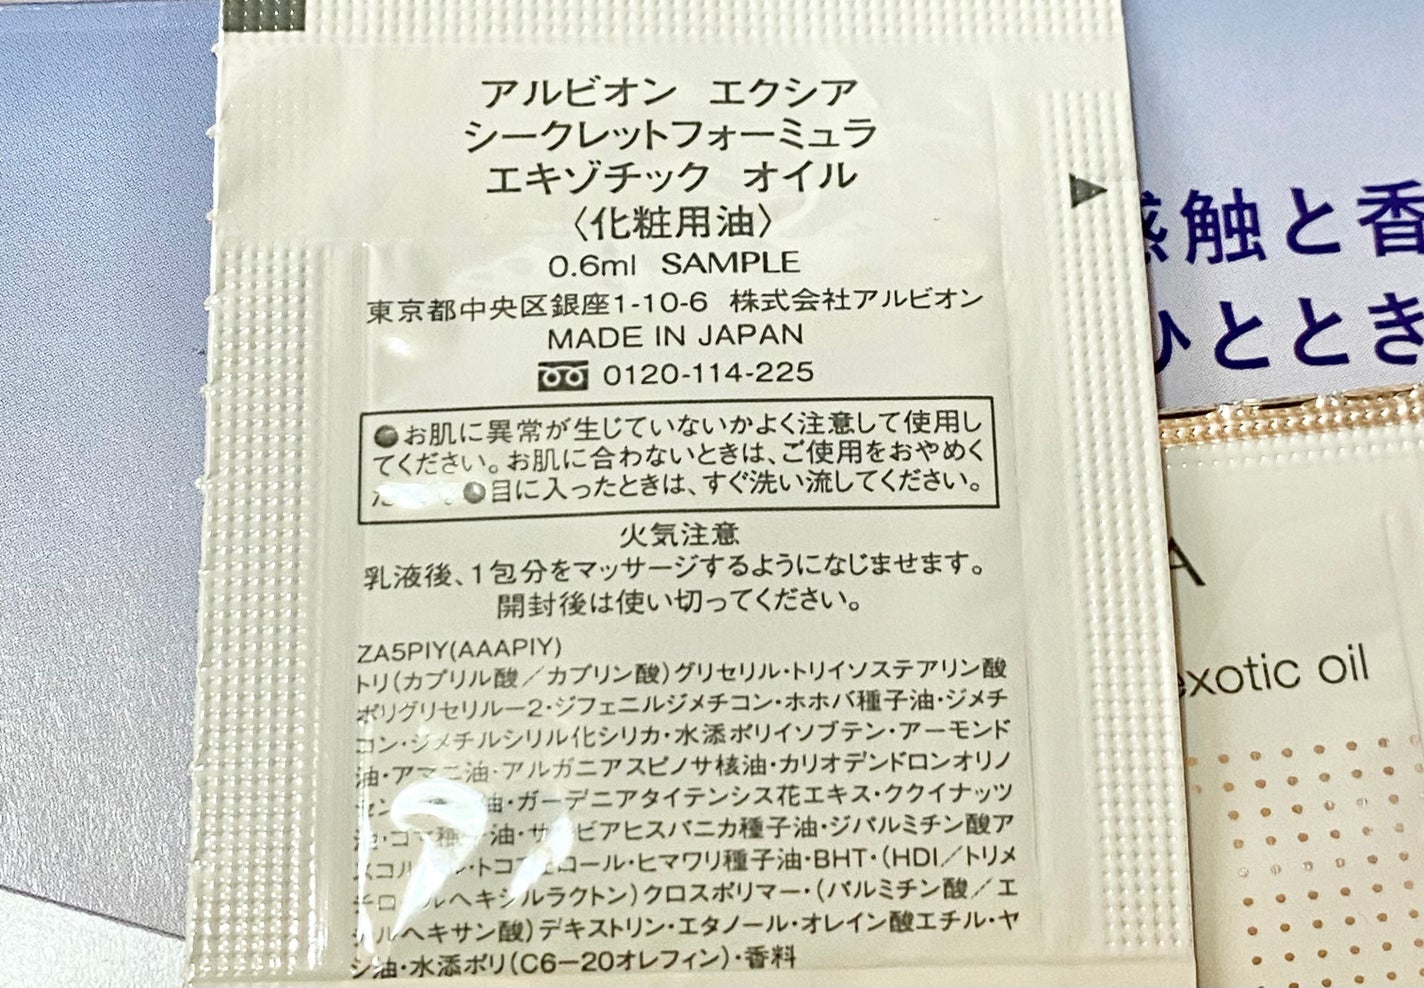 アルビオン エクシア
シークレットフォーミュラ
エキゾチック オイル
〈化粧用油〉
0.6ml SAMPLE
東京都中央区銀座1-10-6 株式会社アルビオン
MADE IN JAPAN
0120-114-225
●お肌に異常が生じていないかよく注意して使用し
てください。お肌に合わないときは、ご使用をおやめく
●目に入ったときは、すぐ洗い流してください。
火気注意
乳液後、1包分をマッサージするようになじませます。
開封後は使い切ってください。
ZA5PIY(AAAPIY)
トリ(カプリル酸/カプリン酸)グリセリル・トリイソステアリン酸
ポリグリセリル-2・ジフェニルジメチコン・ホホバ種子油・ジメチ
コン・ジメチルシリル化シリカ・水添ポリイソブテン・アーモンド
油・アマニ油・アルガニアスピノサ核油・カリオデンドロンオリノ
油・ガーデニアタイテンシス花エキス・ククイナッツ
油・ゴマ種子油・サルビアヒスパニカ種子油・ジパルミチン酸ア
トコフェロール・ヒマワリ種子油・BHT・(HDI/トリメ
ヘキシルラクトン)クロスポリマー・(パルミチン酸/エ
チルヘキサン酸)デキストリン・エタノール・オレイン酸エチル・ヤ
シ油・水添ポリ(C6-20オレフィン)・香料
感触と香
ひととき
A
exotic oil